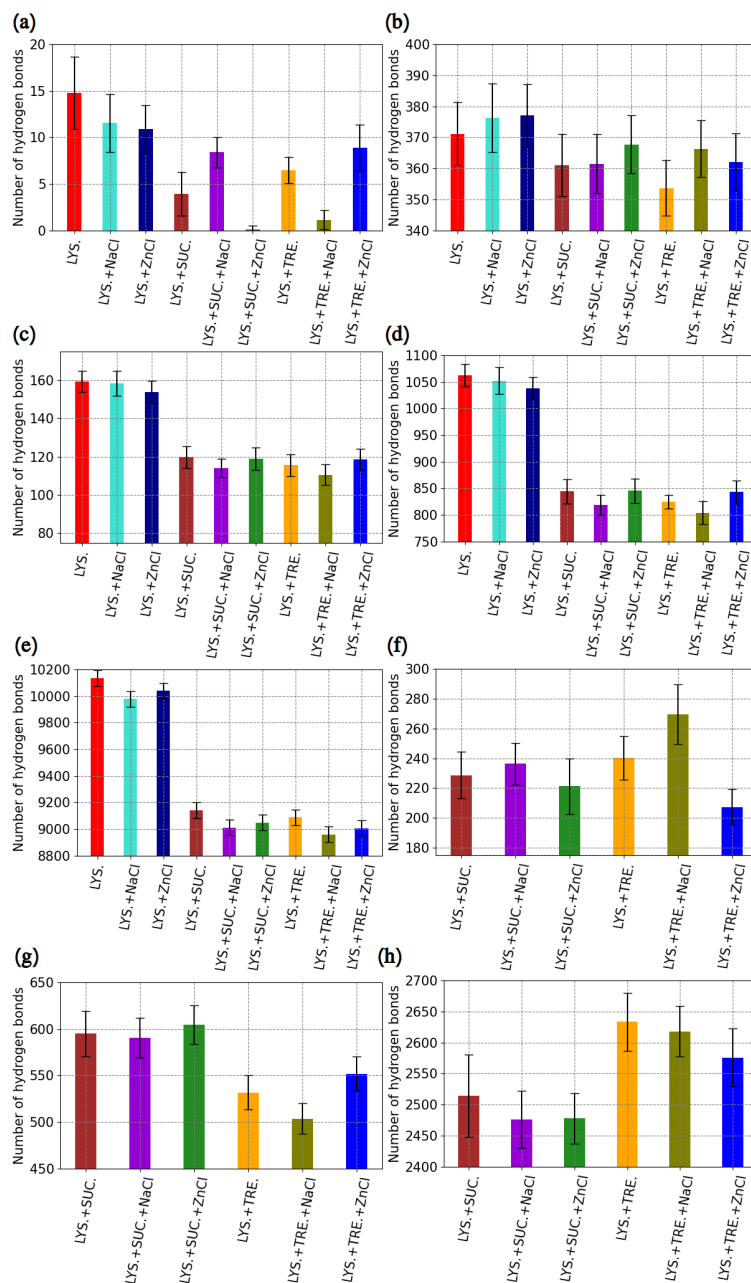 (a)
Number of hydrogen bonds
20
15
10
5
0
LYS.
LYS.+NaCl
LYS.+ZnCl
LYS.+SUC.
LYS.+SUC.+NaCl
LYS.+SUC.+ZnCl
LYS.+TRE.
LYS.+TRE.+NaCl
LYS.+TRE.+ZnCl
(b)
Number of hydrogen bonds
400
390
380
370
360
350
340
LYS.
LYS.+NaCl
LYS.+ZnCl
LYS.+SUC.
LYS.+SUC.+NaCl
LYS.+SUC.+ZnCl
LYS.+TRE.
LYS.+TRE.+NaCl
LYS.+TRE.+ZnCl
(c)
Number of hydrogen bonds
160
140
120
100
80
LYS.
LYS.+NaCl
LYS.+ZnCl
LYS.+SUC.
LYS.+SUC.+NaCl
LYS.+SUC.+ZnCl
LYS.+TRE.
LYS.+TRE.+NaCl
LYS.+TRE.+ZnCl
(d)
Number of hydrogen bonds
1100
1050
1000
950
900
850
800
750
LYS.
LYS.+NaCl
LYS.+ZnCl
LYS.+SUC.
LYS.+SUC.+NaCl
LYS.+SUC.+ZnCl
LYS.+TRE.
LYS.+TRE.+NaCl
LYS.+TRE.+ZnCl
(e)
Number of hydrogen bonds
10200
10000
9800
9600
9400
9200
9000
8800
LYS.
LYS.+NaCl
LYS.+ZnCl
LYS.+SUC.
LYS.+SUC.+NaCl
LYS.+SUC.+ZnCl
LYS.+TRE.
LYS.+TRE.+NaCl
LYS.+TRE.+ZnCl
(f)
Number of hydrogen bonds
300
280
260
240
220
200
180
LYS.+SUC.
LYS.+SUC.+NaCl
LYS.+SUC.+ZnCl
LYS.+TRE.
LYS.+TRE.+NaCl
LYS.+TRE.+ZnCl
(g)
Number of hydrogen bonds
650
600
550
500
450
LYS.+SUC.
LYS.+SUC.+NaCl
LYS.+SUC.+ZnCl
LYS.+TRE.
LYS.+TRE.+NaCl
LYS.+TRE.+ZnCl
(h)
Number of hydrogen bonds
2700
2650
2600
2550
2500
2450
2400
LYS.+SUC.
LYS.+SUC.+NaCl
LYS.+SUC.+ZnCl
LYS.+TRE.
LYS.+TRE.+NaCl
LYS.+TRE.+ZnCl